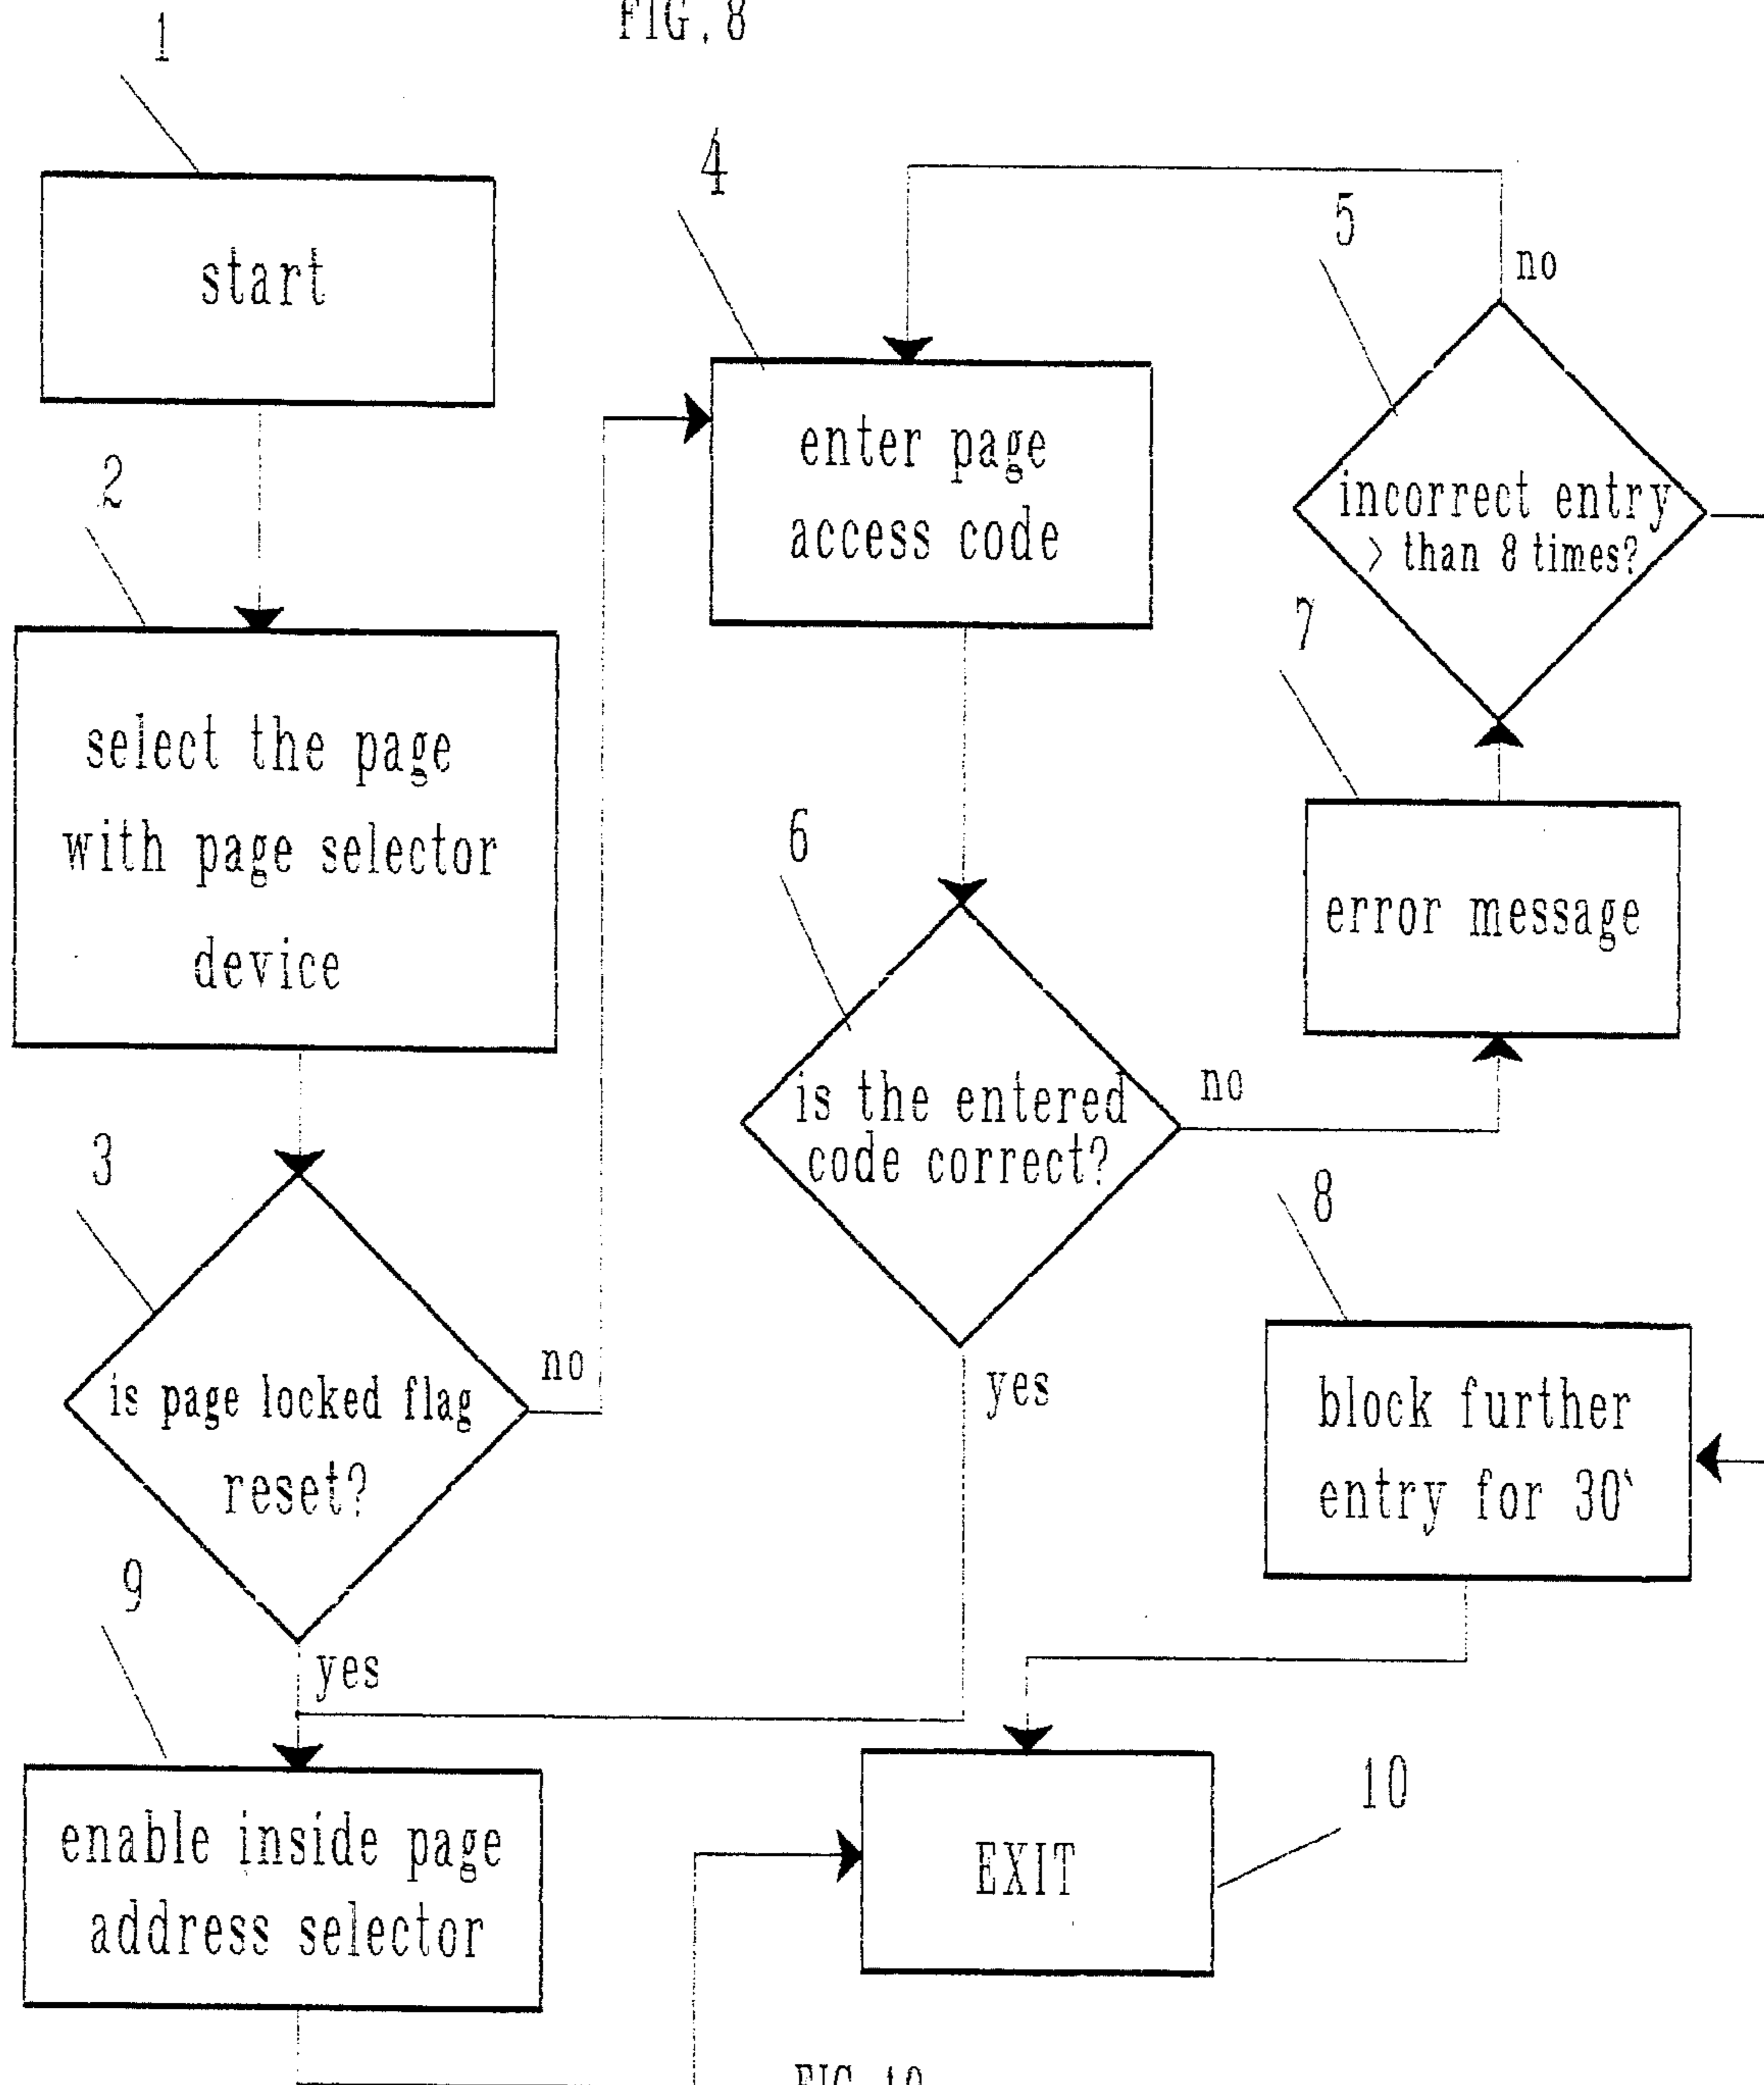 FIG. 8
1
start
2
select the page
with page selector
device
3
is page locked flag
reset?
no
yes
9
enable inside page
address selector
4
enter page
access code
6
is the entered
code correct?
no
yes
5
incorrect entry
> than 8 times?
no
7
error message
8
block further
entry for 30‵
EXIT
10